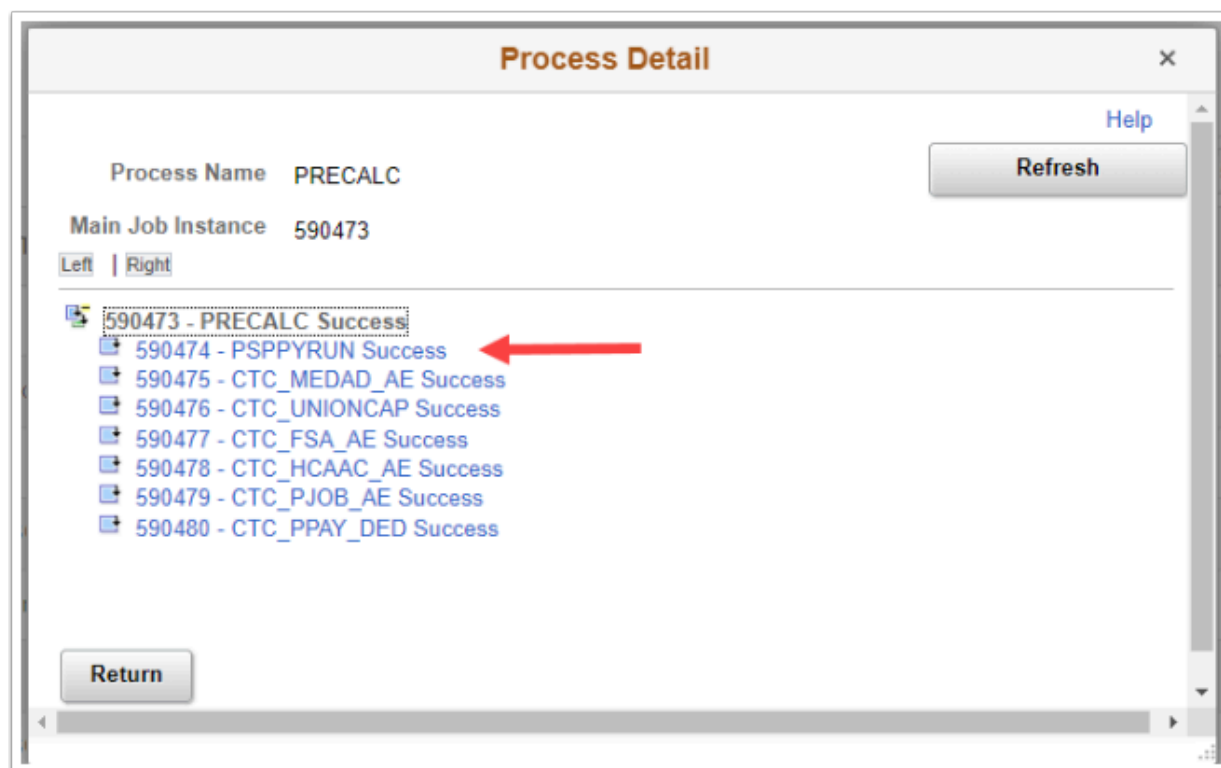 Process Detail ×
Help
Process Name PRECALC
Refresh
Main Job Instance 590473
Left | Right
590473 - PRECALC Success
590474 - PSPPYRUN Success
590475 - CTC_MEDAD_AE Success
590476 - CTC_UNIONCAP Success
590477 - CTC_FSA_AE Success
590478 - CTC_HCAAC_AE Success
590479 - CTC_PJOB_AE Success
590480 - CTC_PPAY_DED Success
Return